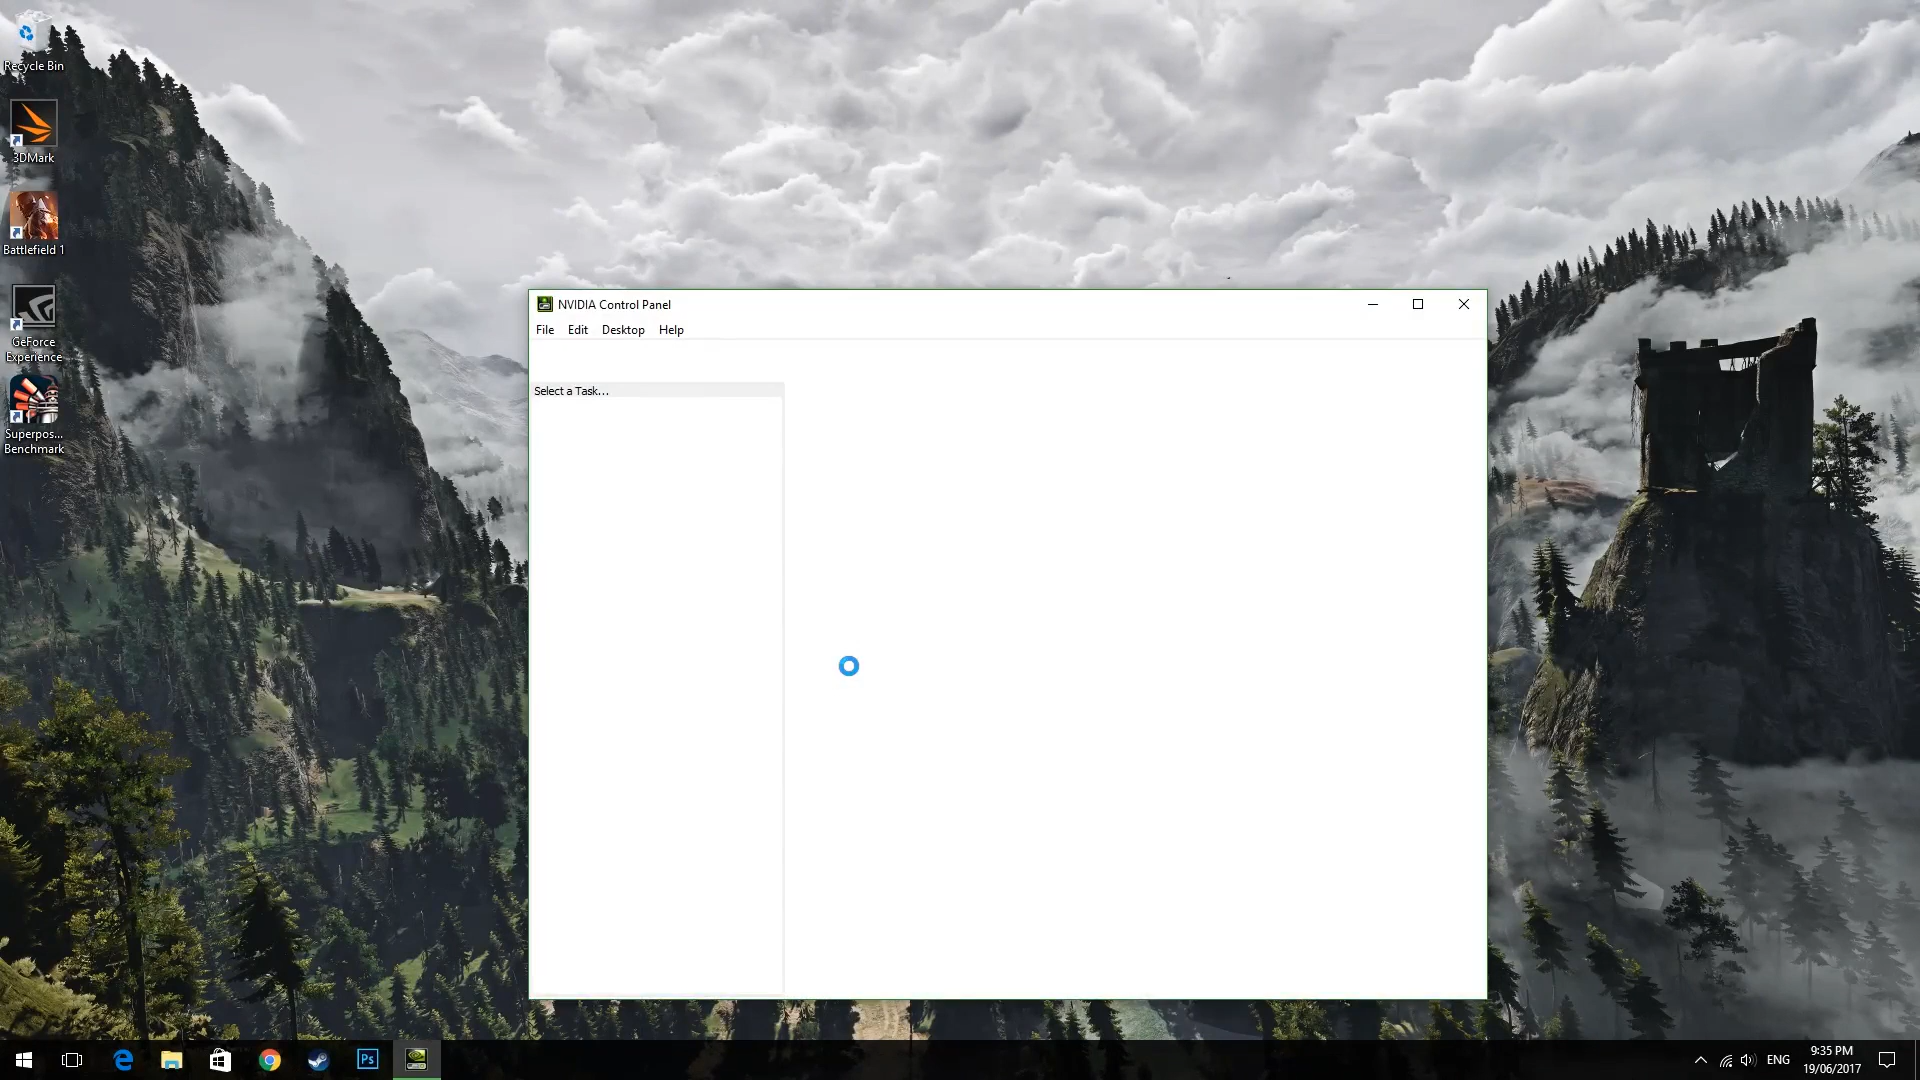 Recycle Bin
3DMark
Battlefield 1
GeForce
Experience
Superpos...
Benchmark
NVIDIA Control Panel
File Edit Desktop Help
Select a Task...
Ps
ENG
9:35 PM
19/06/2017